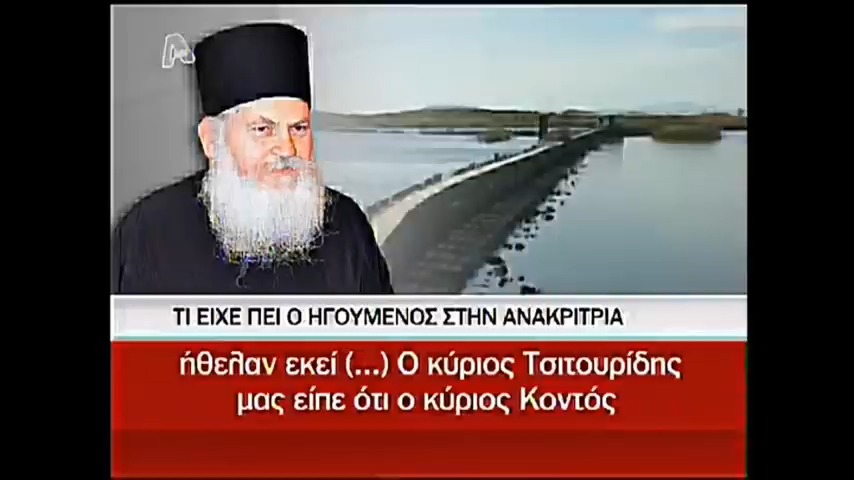 ΤΙ ΕΙΧΕ ΠΕΙ Ο ΗΓΟΥΜΕΝΟΣ ΣΤΗΝ ΑΝΑΚΡΙΤΡΙΑ
ήθελαν εκεί (...) Ο κύριος Τσιτουρίδης
μας είπε ότι ο κύριος Κοντός